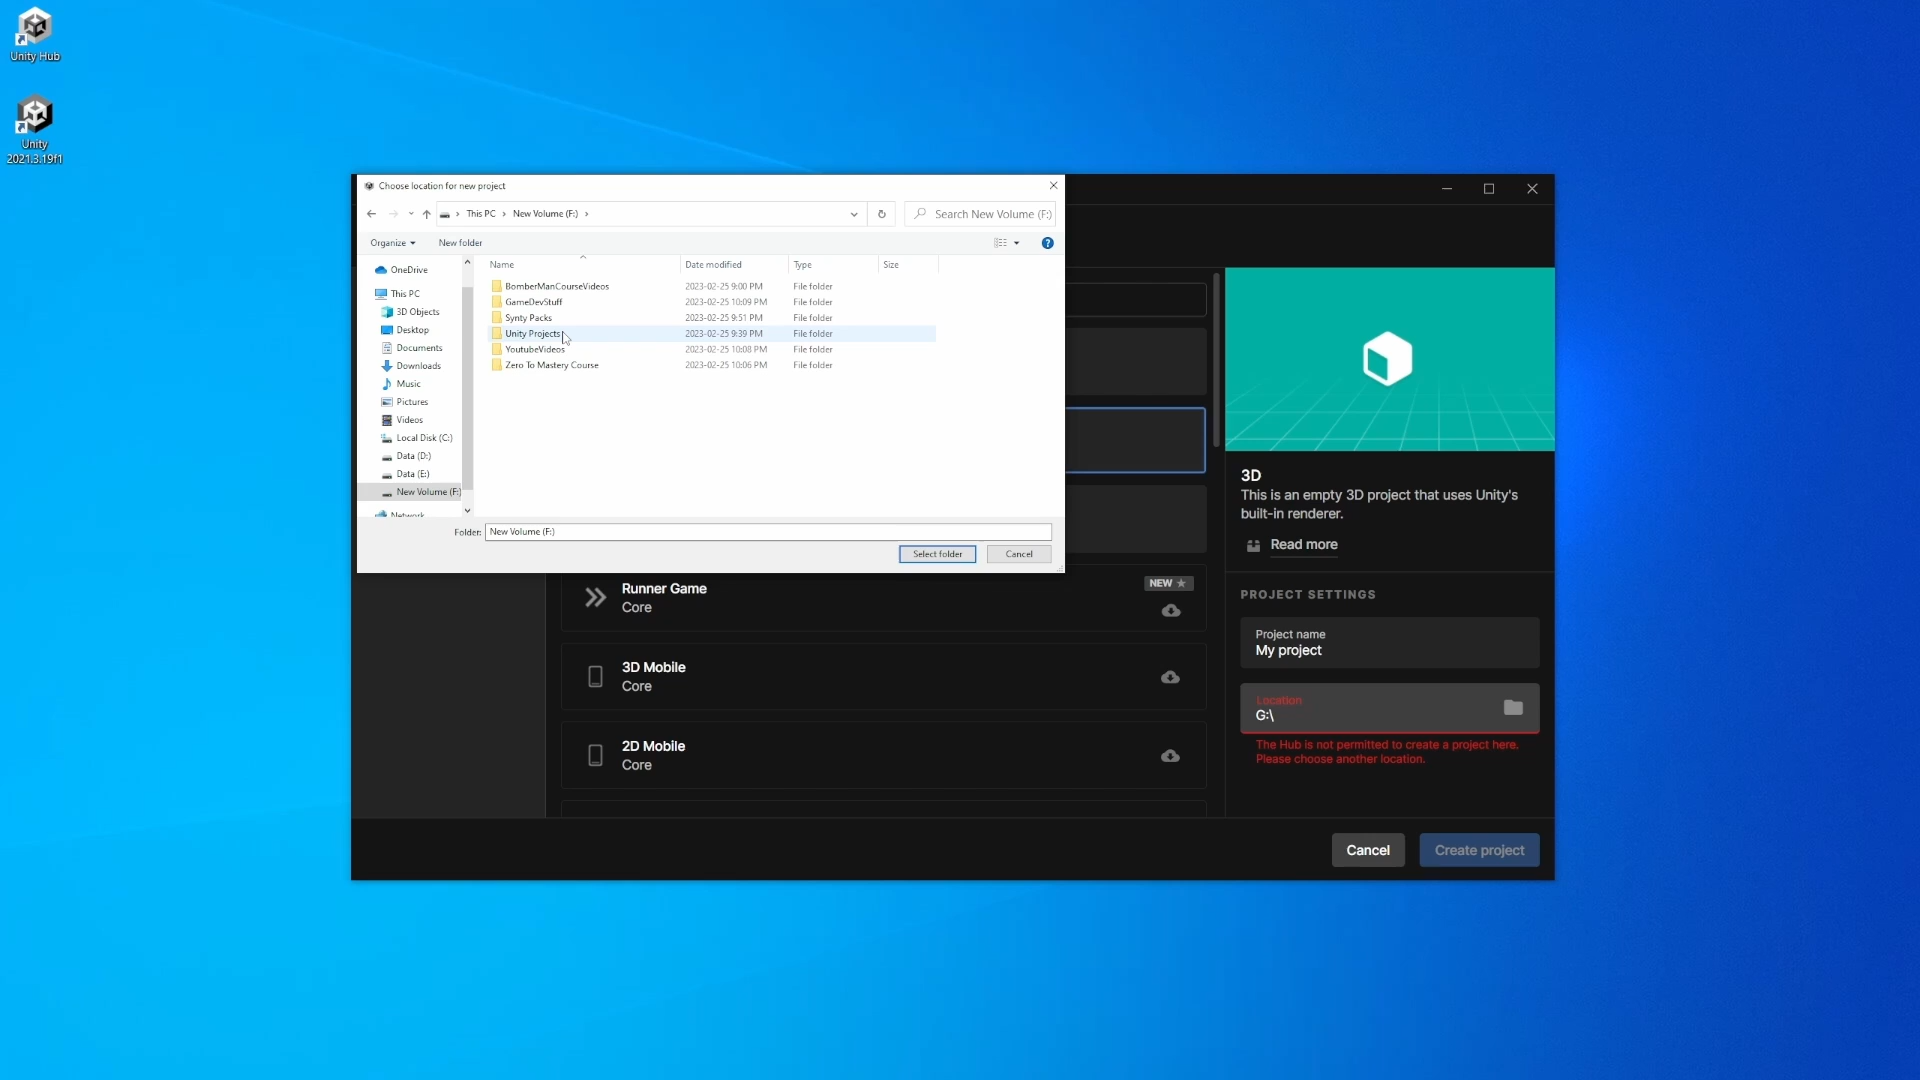 Unity Hub
Unity
2021.3.19f1
Choose location for new project
This PC
New Volume (F:)
Search New Volume (F:)
Organize
New folder
?
OneDrive
This PC
3D Objects
Desktop
Documents
Downloads
Music
Pictures
Videos
Local Disk (C:)
Data (D:)
Data (E:)
New Volume (F:)
Network
Name Date modified Type Size
BomberManCourseVideos 2023-02-25 9:00 PM File folder
GameDevStuff 2023-02-25 10:09 PM File folder
Synty Packs 2023-02-25 9:51 PM File folder
Unity Projects 2023-02-25 9:39 PM File folder
YoutubeVideos 2023-02-25 10:08 PM File folder
Zero To Mastery Course 2023-02-25 10:06 PM File folder
Folder: New Volume (F:)
Select folder Cancel
Runner Game
Core
NEW
3D Mobile
Core
2D Mobile
Core
3D
This is an empty 3D project that uses Unity's
built-in renderer.
Read more
PROJECT SETTINGS
Project name
My project
Location
G:\
The Hub is not permitted to create a project here.
Please choose another location.
Cancel
Create project